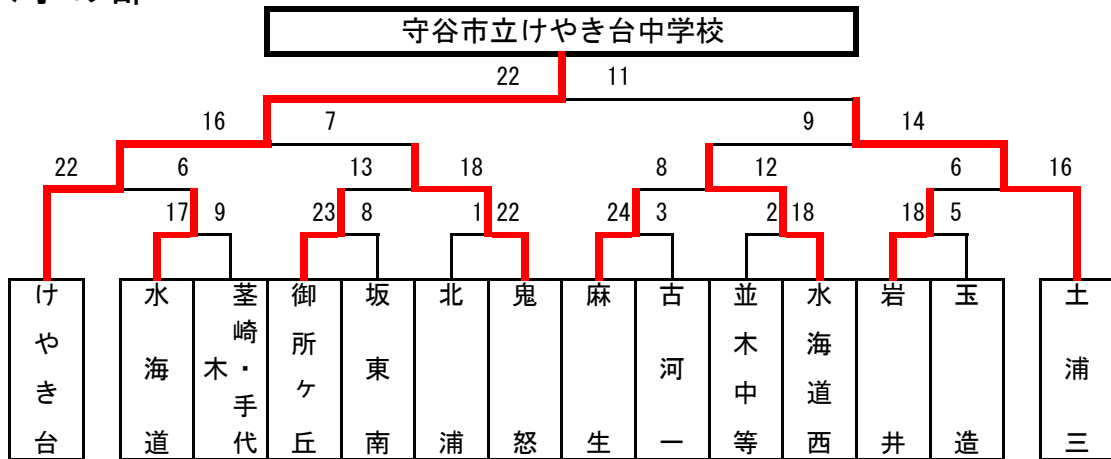 守谷市立けやき台中学校
22 11
16 7 9 14
22 6 13 18 8 12 6 16
17 9 23 8 1 22 24 3 2 18 18 5
けやき台
水海道
茎崎・手代木
御所ヶ丘
坂東南
北浦
鬼怒
麻生
古河一
並木中等
水海道西
岩井
玉造
土浦三